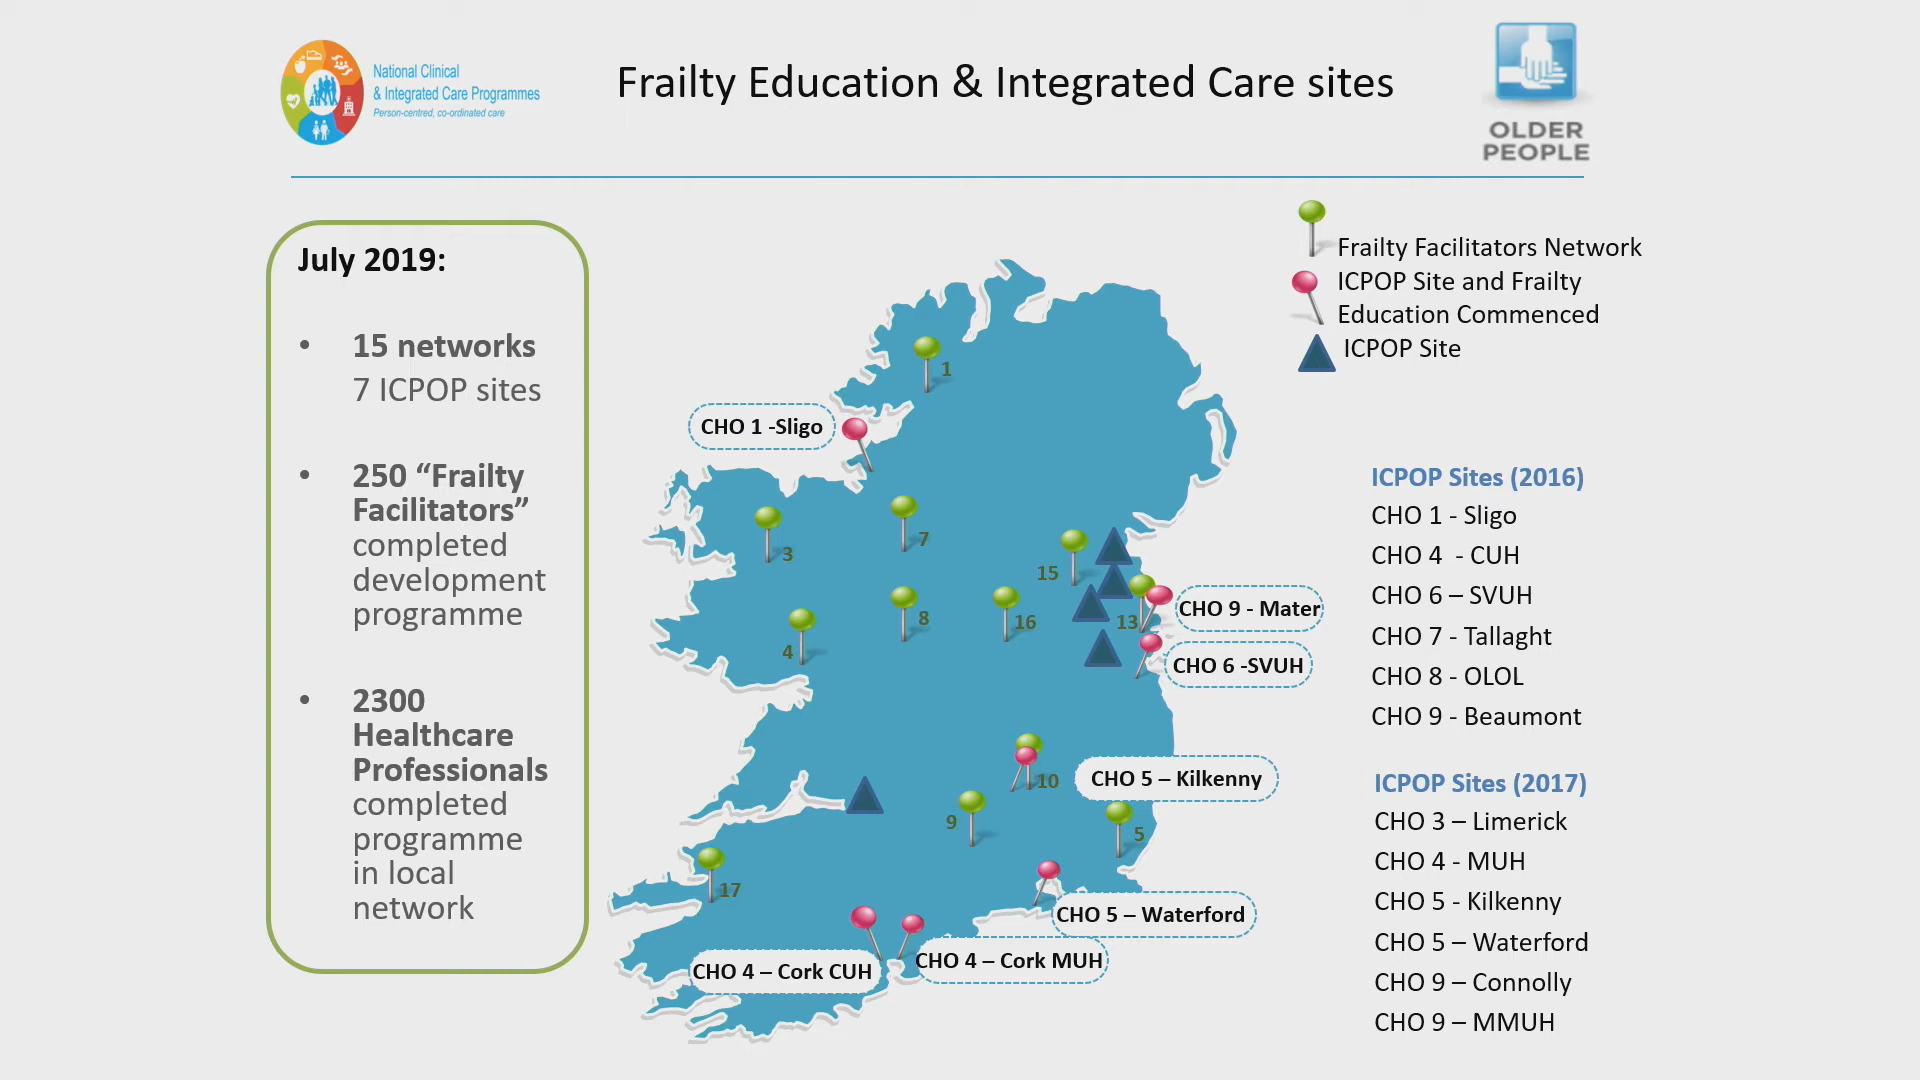 National Clinical
& Integrated Care Programmes
Person-centred, co-ordinated care
Frailty Education & Integrated Care sites
OLDER
PEOPLE
July 2019:
• 15 networks
7 ICPOP sites
• 250 “Frailty
Facilitators”
completed
development
programme
• 2300
Healthcare
Professionals
completed
programme
in local
network
Frailty Facilitators Network
ICPOP Site and Frailty
Education Commenced
ICPOP Site
1
CHO 1 -Sligo
3
7
15
8
16
13
CHO 9 - Mater
4
CHO 6 -SVUH
10
CHO 5 – Kilkenny
9
5
17
CHO 5 – Waterford
CHO 4 – Cork CUH
CHO 4 – Cork MUH
ICPOP Sites (2016)
CHO 1 - Sligo
CHO 4  - CUH
CHO 6 – SVUH
CHO 7 - Tallaght
CHO 8 - OLOL
CHO 9 - Beaumont
ICPOP Sites (2017)
CHO 3 – Limerick
CHO 4 - MUH
CHO 5 - Kilkenny
CHO 5 – Waterford
CHO 9 – Connolly
CHO 9 – MMUH